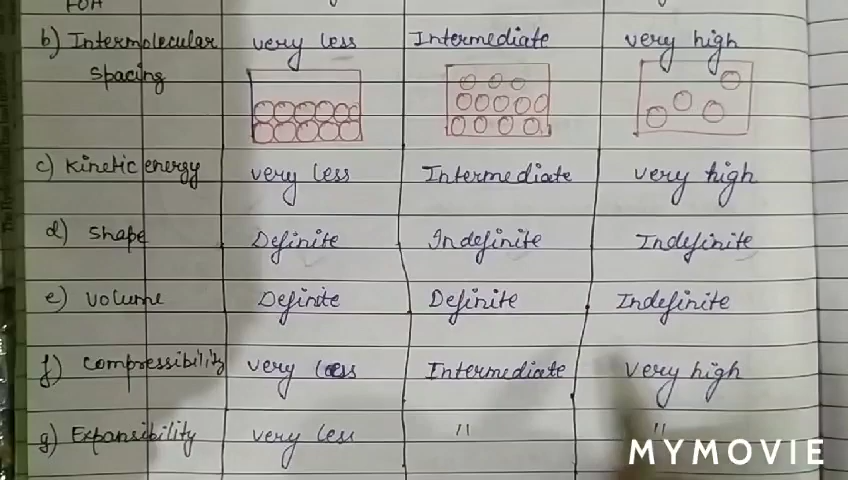 FOA
b) Intermolecular very less Intermediate very high
spacing
c) Kinetic energy very less Intermediate very high
d) Shape Definite Indefinite Indefinite
e) volume Definite Definite Indefinite
f) Compressibility very less Intermediate very high
g) Expansibility very less " "
MYMOVIE